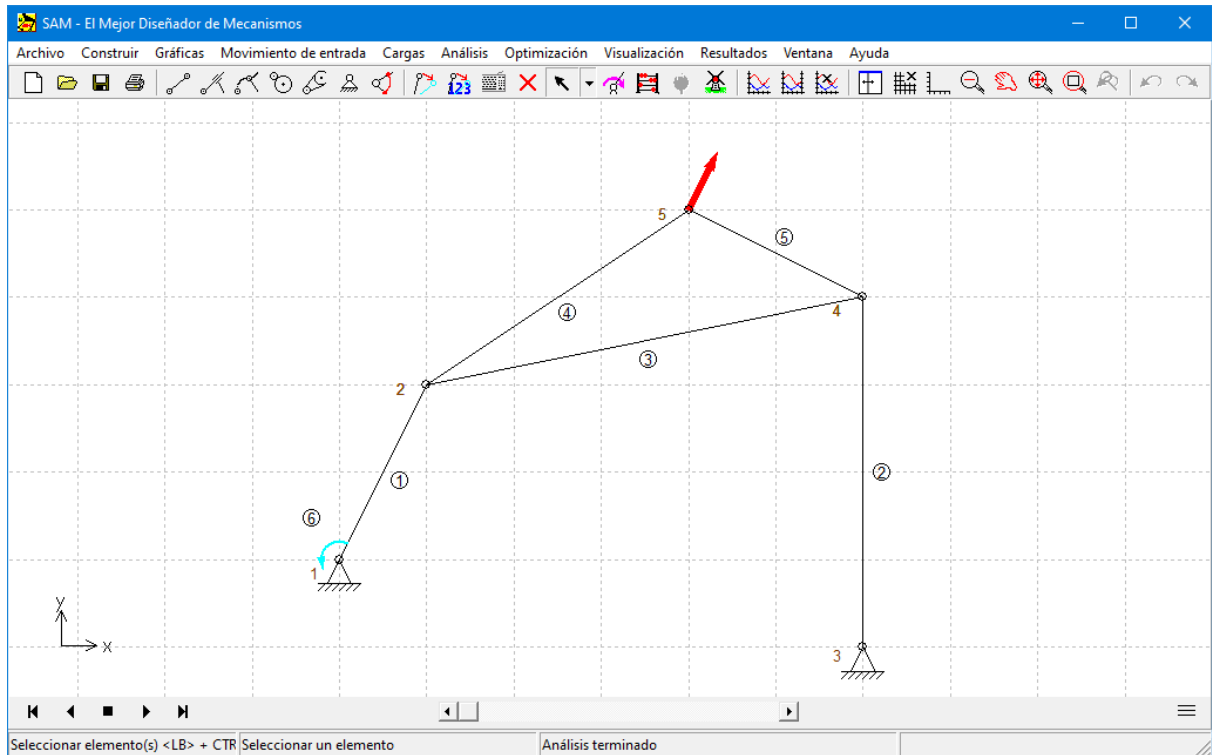 SAM - El Mejor Diseñador de Mecanismos
Archivo Construir Gráficas Movimiento de entrada Cargas Análisis Optimización Visualización Resultados Ventana Ayuda
123
5
5
4
4
3
2
1
2
6
1
y
x
3
Seleccionar elemento(s) <LB> + CTR Seleccionar un elemento Análisis terminado